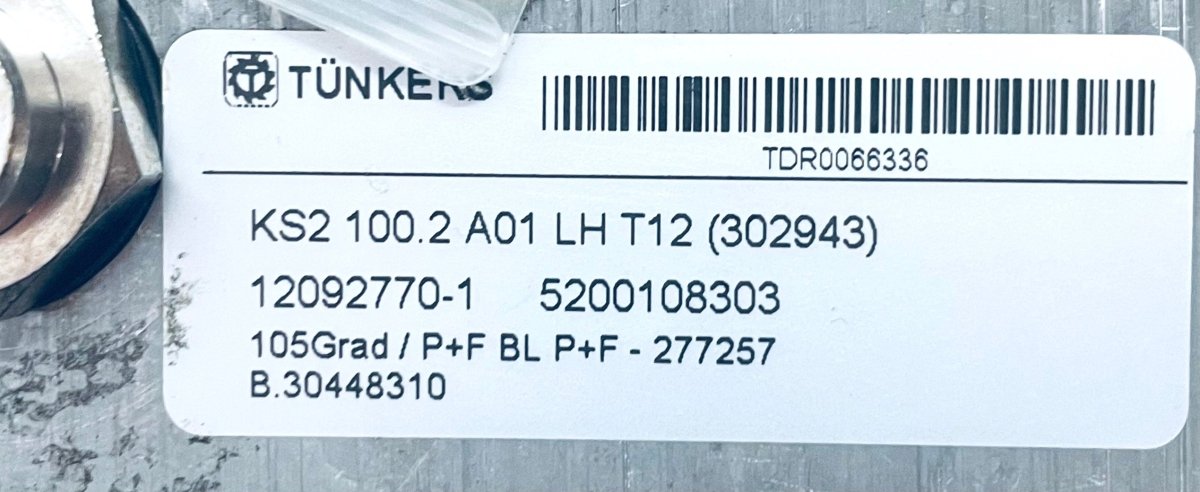 TÜNKERS
TDR0066336
KS2 100.2 A01 LH T12 (302943)
12092770-1 5200108303
105Grad / P+F BL P+F - 277257
B.30448310